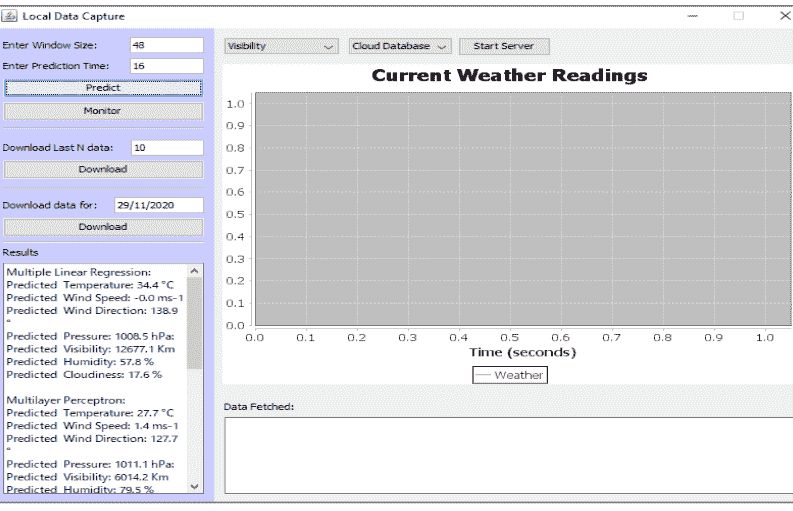 Local Data Capture
Enter Window Size: 48
Enter Prediction Time: 16
Predict
Monitor
Download Last N data: 10
Download
Download data for: 29/11/2020
Download
Results
Multiple Linear Regression:
Predicted Temperature: 34.4 °C
Predicted Wind Speed: -0.0 ms-1
Predicted Wind Direction: 138.9
°
Predicted Pressure: 1008.5 hPa:
Predicted Visibility: 12677.1 Km
Predicted Humidity: 57.8 %
Predicted Cloudiness: 17.6 %
Multilayer Perceptron:
Predicted Temperature: 27.7 °C
Predicted Wind Speed: 1.4 ms-1
Predicted Wind Direction: 127.7
°
Predicted Pressure: 1011.1 hPa:
Predicted Visibility: 6014.2 Km
Predicted Humidity: 79.5 %
Visibility Cloud Database Start Server
Current Weather Readings
1.0
0.9
0.8
0.7
0.6
0.5
0.4
0.3
0.2
0.1
0.0
0.0 0.1 0.2 0.3 0.4 0.5 0.6 0.7 0.8 0.9 1.0
Time (seconds)
Weather
Data Fetched: